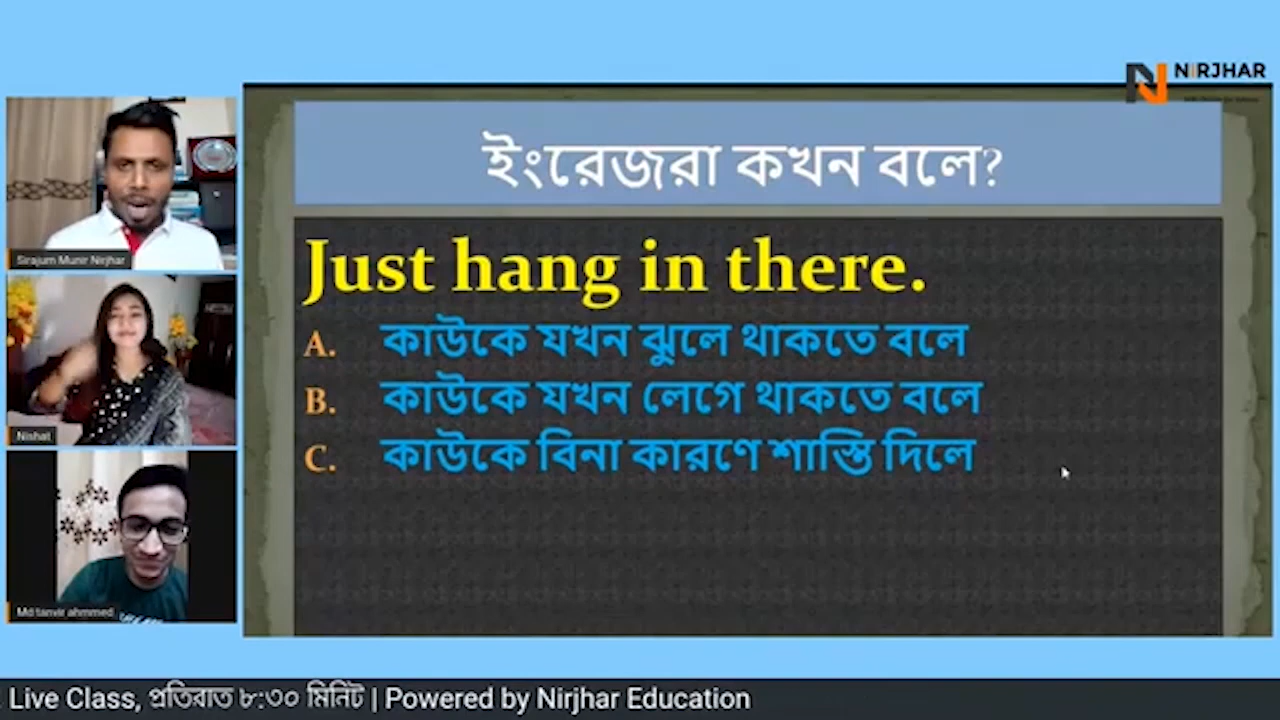 NIRJHAR
ইংরেজরা কখন বলে?
Just hang in there.
A. কাউকে যখন ঝুলে থাকতে বলে
B. কাউকে যখন লেগে থাকতে বলে
C. কাউকে বিনা কারণে শাস্তি দিলে
Sirajum Munir Nirjhar
Nishat
Md tanvir ahmmed
Live Class, প্রতিরাত ৮:৩০ মিনিট | Powered by Nirjhar Education